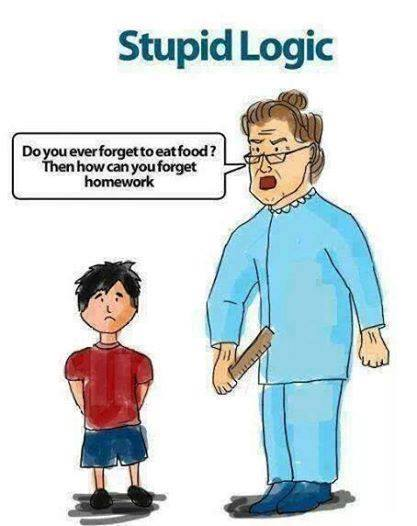 Stupid Logic
Do you ever forget to eat food ?
Then how can you forget
homework